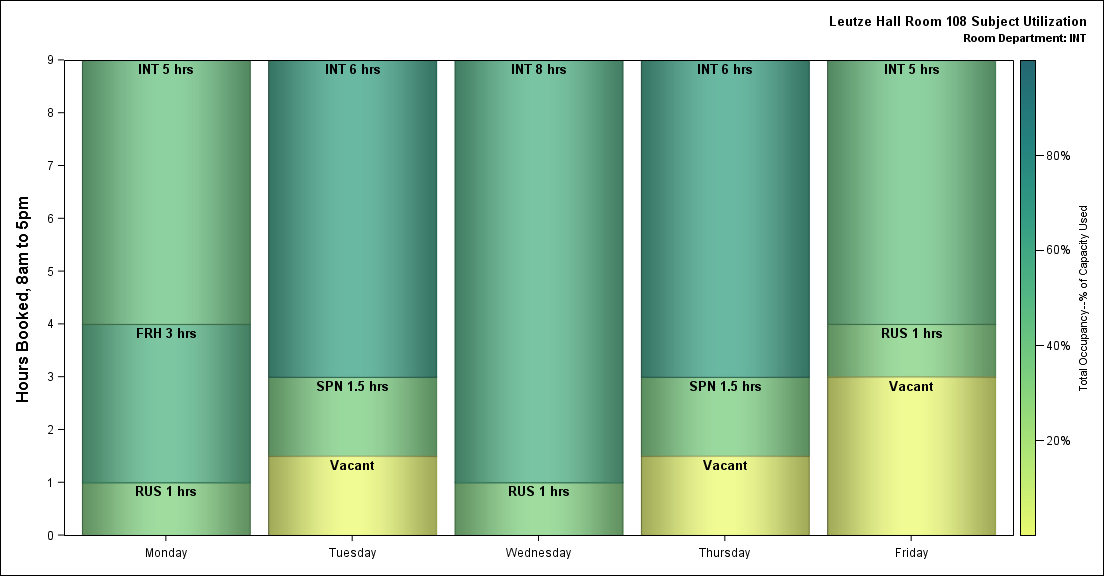 Leutze Hall Room 108 Subject Utilization
Room Department: INT
Hours Booked, 8am to 5pm
9
8
7
6
5
4
3
2
1
0
INT 5 hrs
FRH 3 hrs
RUS 1 hrs
INT 6 hrs
SPN 1.5 hrs
Vacant
INT 8 hrs
RUS 1 hrs
INT 6 hrs
SPN 1.5 hrs
Vacant
INT 5 hrs
RUS 1 hrs
Vacant
Monday
Tuesday
Wednesday
Thursday
Friday
80%
60%
40%
20%
Total Occupancy--% of Capacity Used